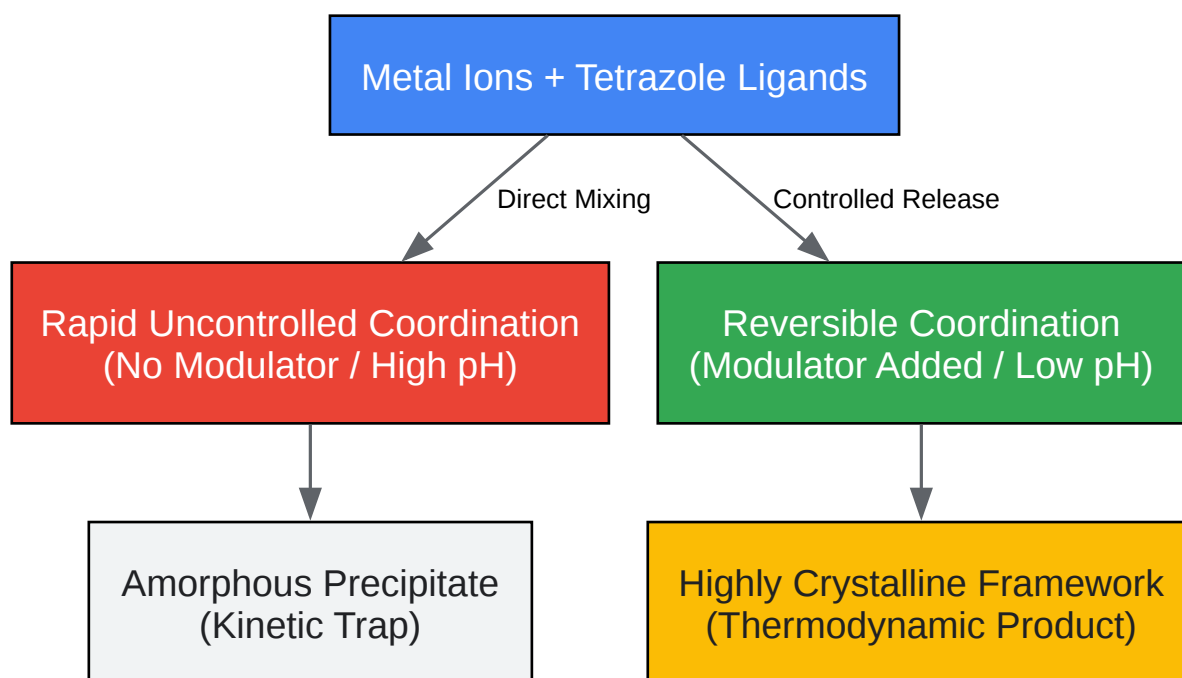 Metal Ions + Tetrazole Ligands
Direct Mixing
Controlled Release
Rapid Uncontrolled Coordination
(No Modulator / High pH)
Reversible Coordination
(Modulator Added / Low pH)
Amorphous Precipitate
(Kinetic Trap)
Highly Crystalline Framework
(Thermodynamic Product)